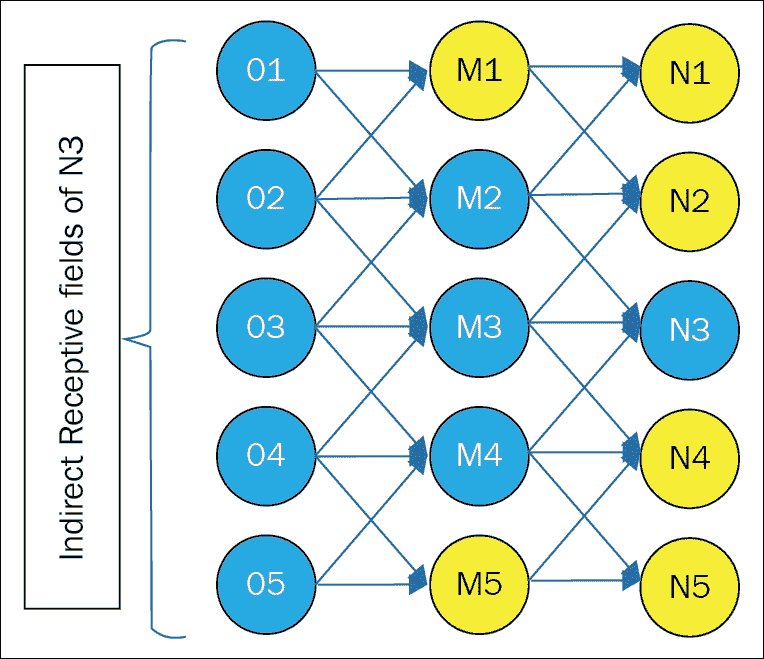 Indirect Receptive fields of N3
01 M1 N1
02 M2 N2
03 M3 N3
04 M4 N4
05 M5 N5